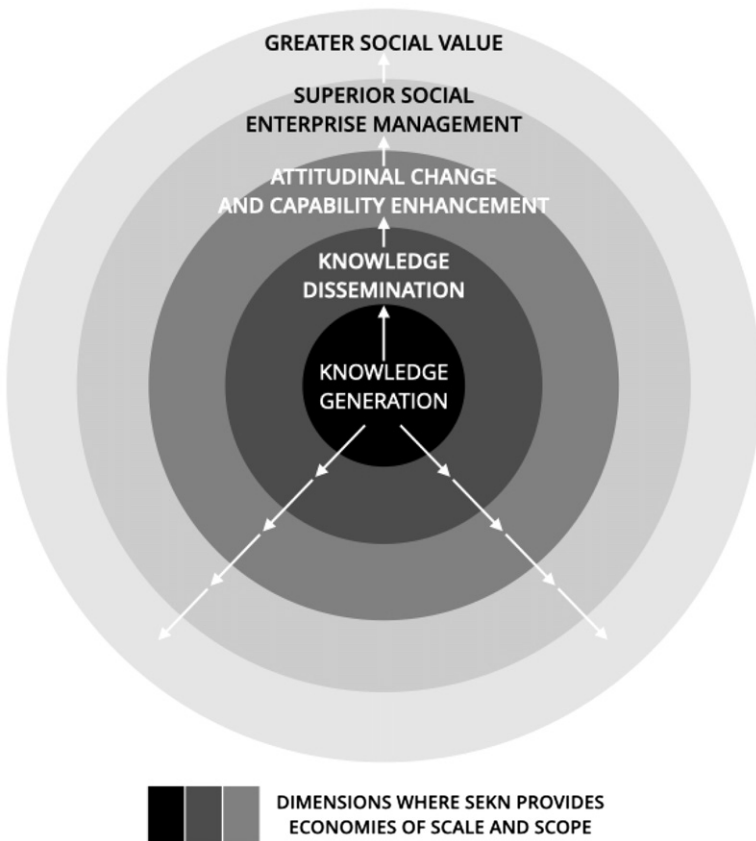 GREATER SOCIAL VALUE
SUPERIOR SOCIAL
ENTERPRISE MANAGEMENT
ATTITUDINAL CHANGE
AND CAPABILITY ENHANCEMENT
KNOWLEDGE
DISSEMINATION
KNOWLEDGE
GENERATION
DIMENSIONS WHERE SEKN PROVIDES
ECONOMIES OF SCALE AND SCOPE